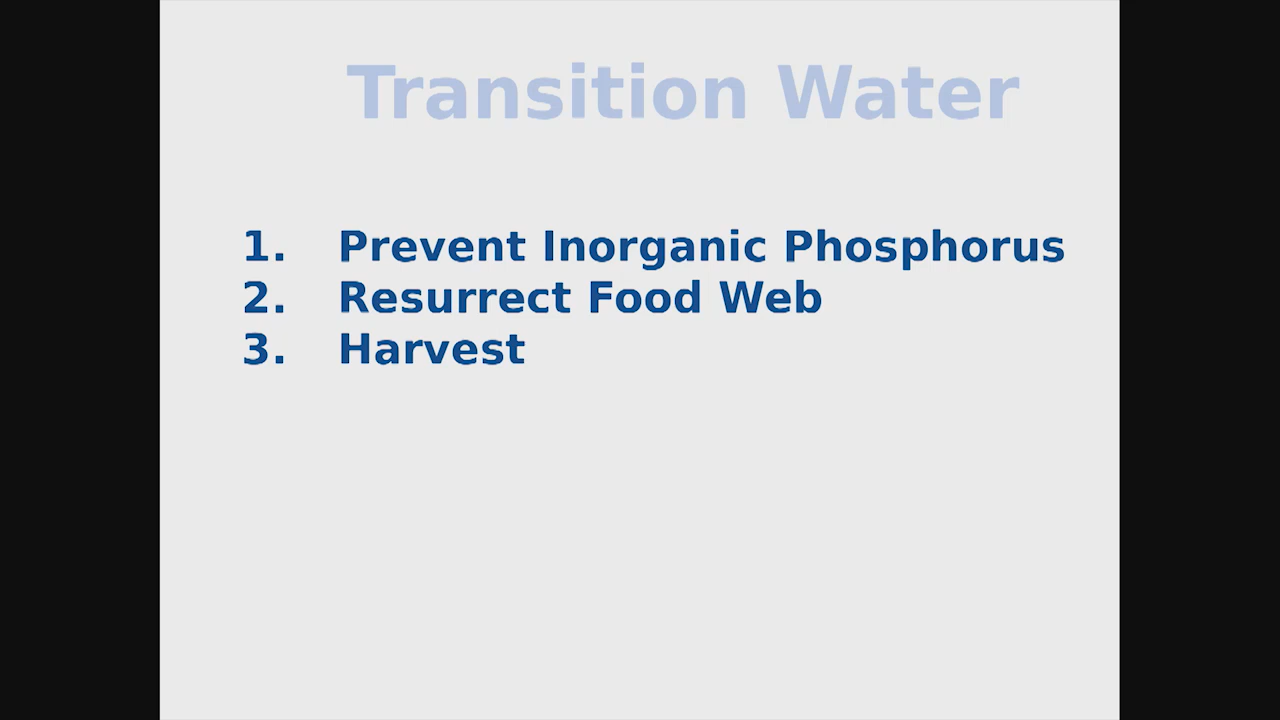 Transition Water
1. Prevent Inorganic Phosphorus
2. Resurrect Food Web
3. Harvest